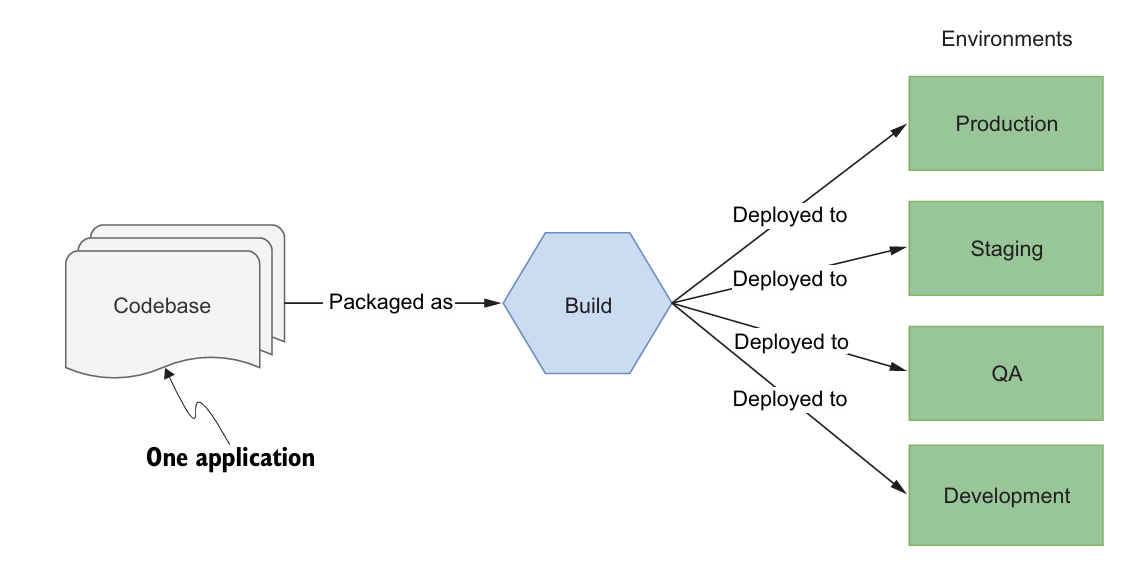 Environments
Production
Deployed to
Staging
Deployed to
Codebase
Packaged as
Build
Deployed to
QA
Deployed to
One application
Development